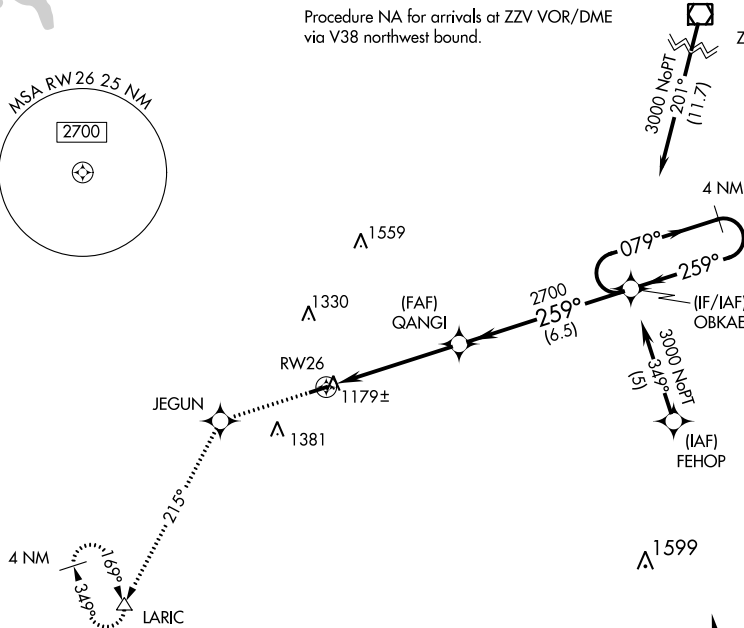 Procedure NA for arrivals at ZZV VOR/DME
via V38 northwest bound.
Z
MSA RW26 25 NM
2700
3000 NoPT
201°
(11.7)
4 NM
1559
079°
259°
1330
(FAF)
QANGI
2700
259°
(6.5)
(IF/IAF)
OBKAE
RW26
1179±
3000 NoPT
349°
(5)
JEGUN
1381
(IAF)
FEHOP
215°
1599
4 NM
169°
349°
LARIC